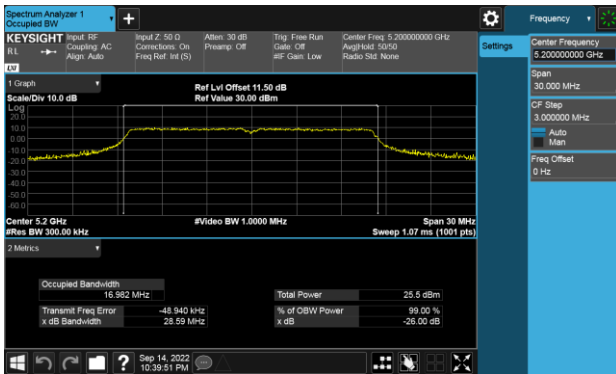 Spectrum Analyzer 1
Occupied BW
+
Frequency
KEYSIGHT
RL
LXI
Input: RF
Coupling: AC
Align: Auto
Input Z: 50 Ω
Corrections: On
Freq Ref: Int (S)
Atten: 30 dB
Preamp: Off
Trig: Free Run
Gate: Off
#IF Gain: Low
Center Freq: 5.200000000 GHz
Avg|Hold: 50/50
Radio Std: None
Settings
Center Frequency
5.200000000 GHz
Span
30.000 MHz
CF Step
3.000000 MHz
Auto
Man
Freq Offset
0 Hz
1 Graph
Scale/Div 10.0 dB
Ref Lvl Offset 11.50 dB
Ref Value 30.00 dBm
Log
20.0
10.0
0.00
-10.0
-20.0
-30.0
-40.0
-50.0
-60.0
Center 5.2 GHz
#Video BW 1.0000 MHz
Span 30 MHz
#Res BW 300.00 kHz
Sweep 1.07 ms (1001 pts)
2 Metrics
Occupied Bandwidth
16.982 MHz
Total Power 25.5 dBm
Transmit Freq Error -48.940 kHz
% of OBW Power 99.00 %
x dB Bandwidth 28.59 MHz
x dB -26.00 dB
?
Sep 14, 2022
10:39:51 PM